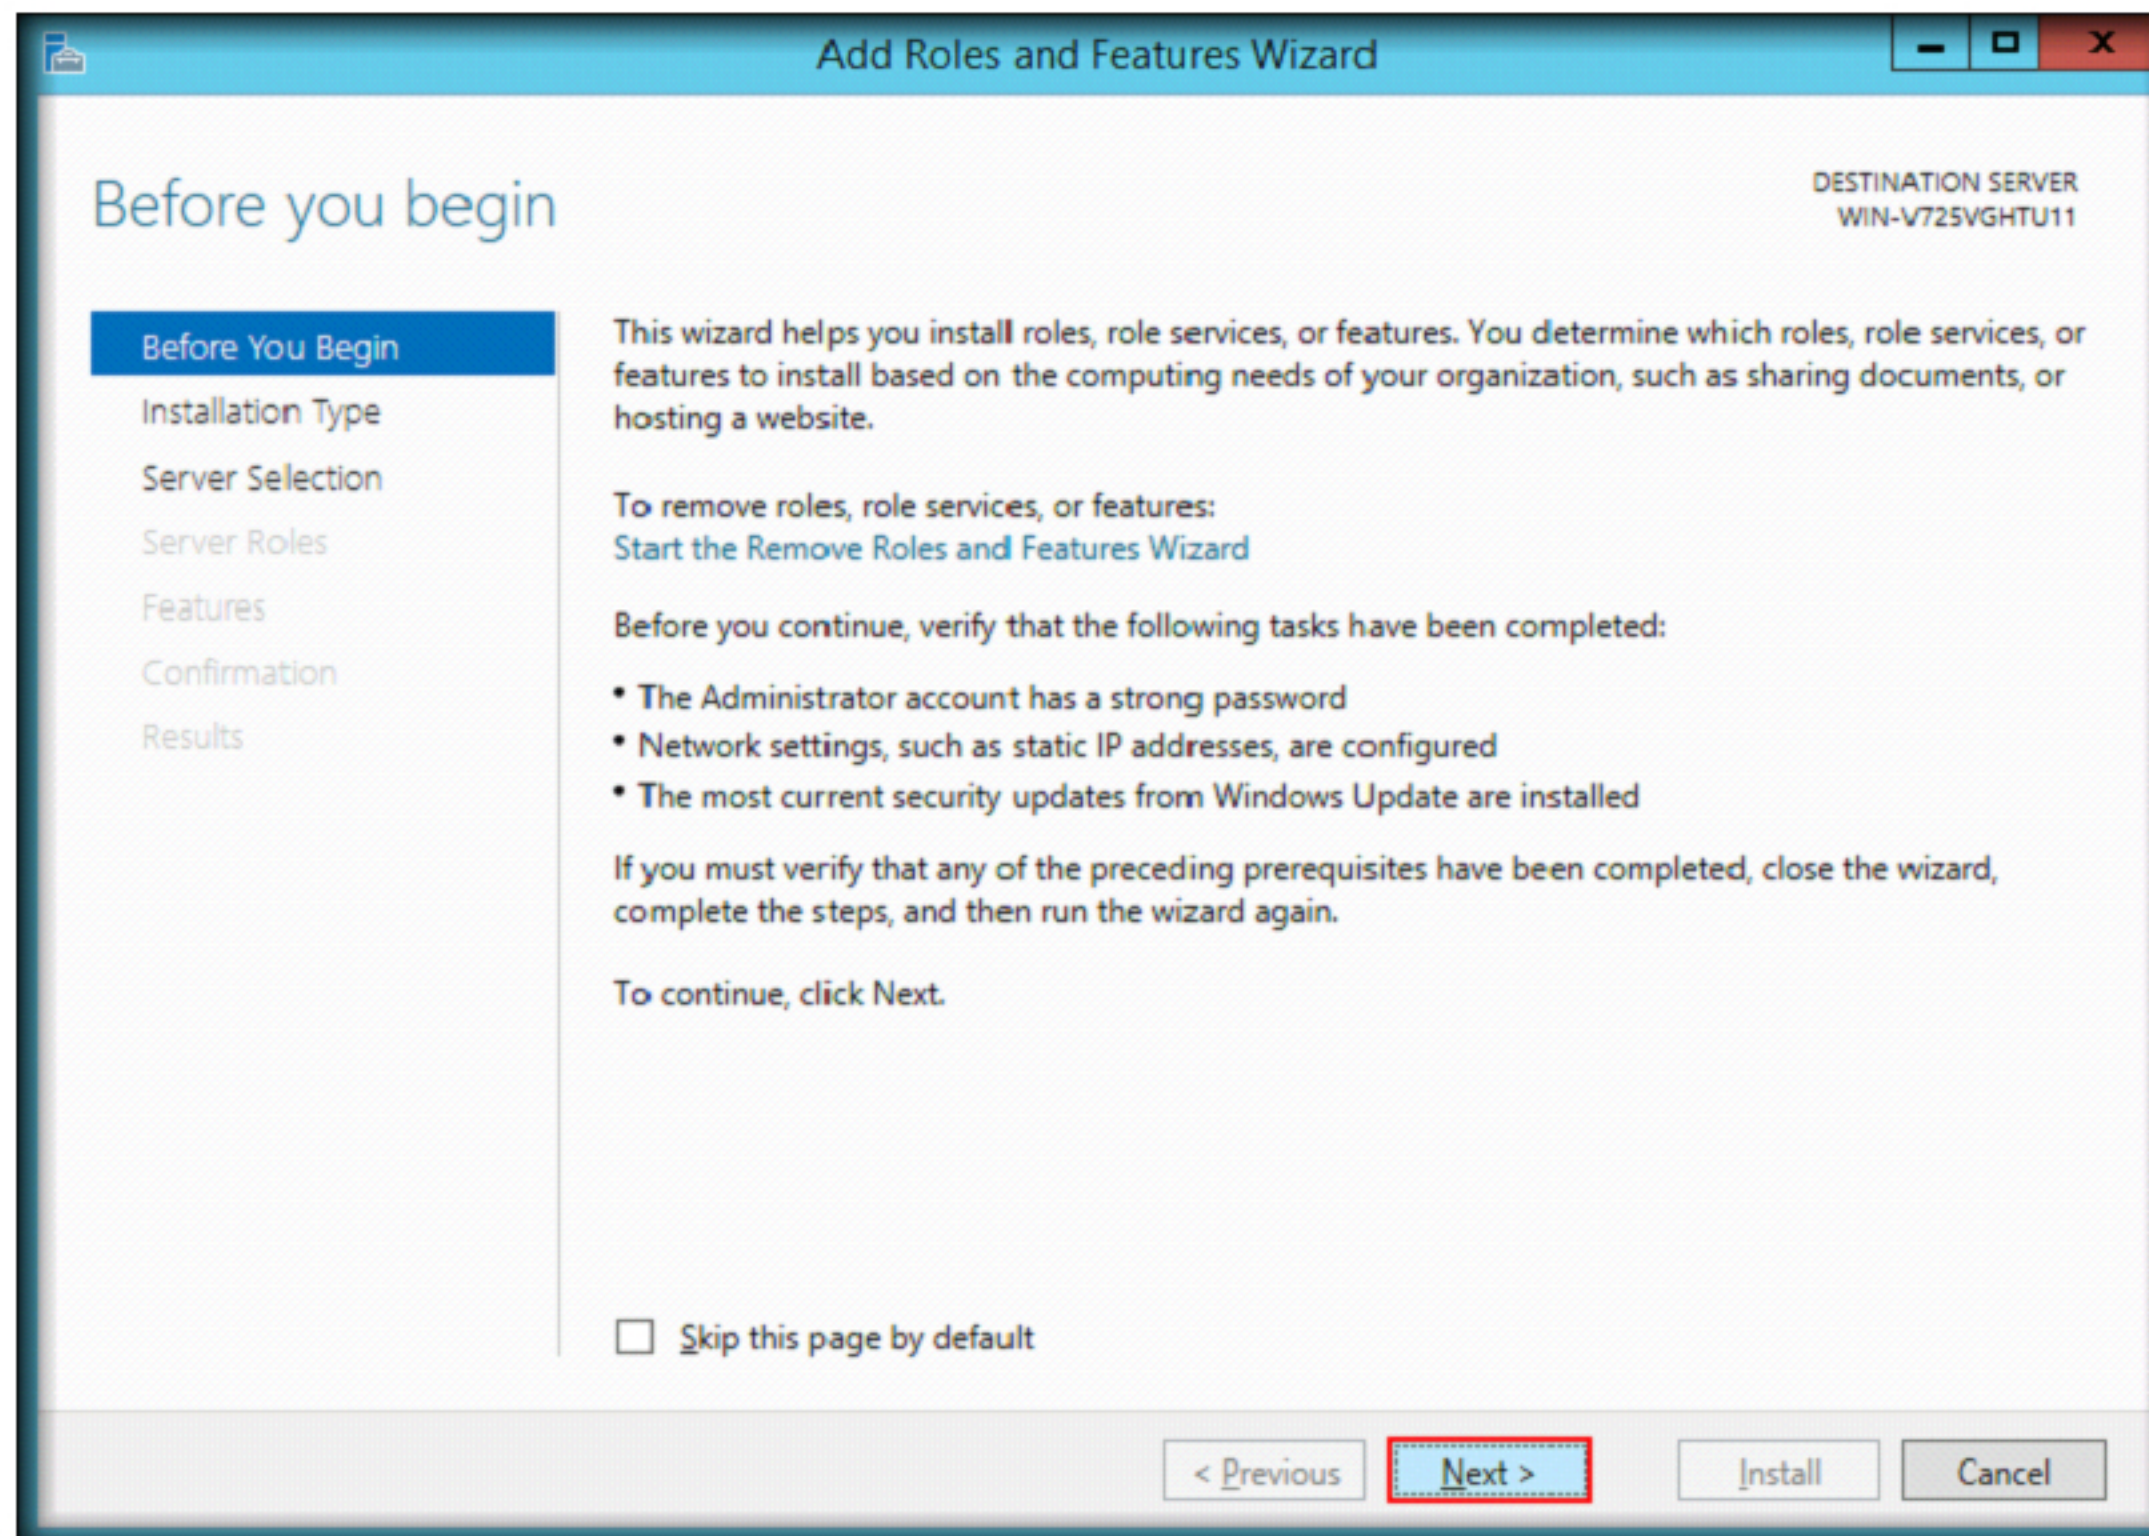 Add Roles and Features Wizard
Before you begin
DESTINATION SERVER
WIN-V725VGHTU11
Before You Begin
Installation Type
Server Selection
Server Roles
Features
Confirmation
Results
This wizard helps you install roles, role services, or features. You determine which roles, role services, or
features to install based on the computing needs of your organization, such as sharing documents, or
hosting a website.
To remove roles, role services, or features:
Start the Remove Roles and Features Wizard
Before you continue, verify that the following tasks have been completed:
• The Administrator account has a strong password
• Network settings, such as static IP addresses, are configured
• The most current security updates from Windows Update are installed
If you must verify that any of the preceding prerequisites have been completed, close the wizard,
complete the steps, and then run the wizard again.
To continue, click Next.
Skip this page by default
< Previous
Next >
Install
Cancel